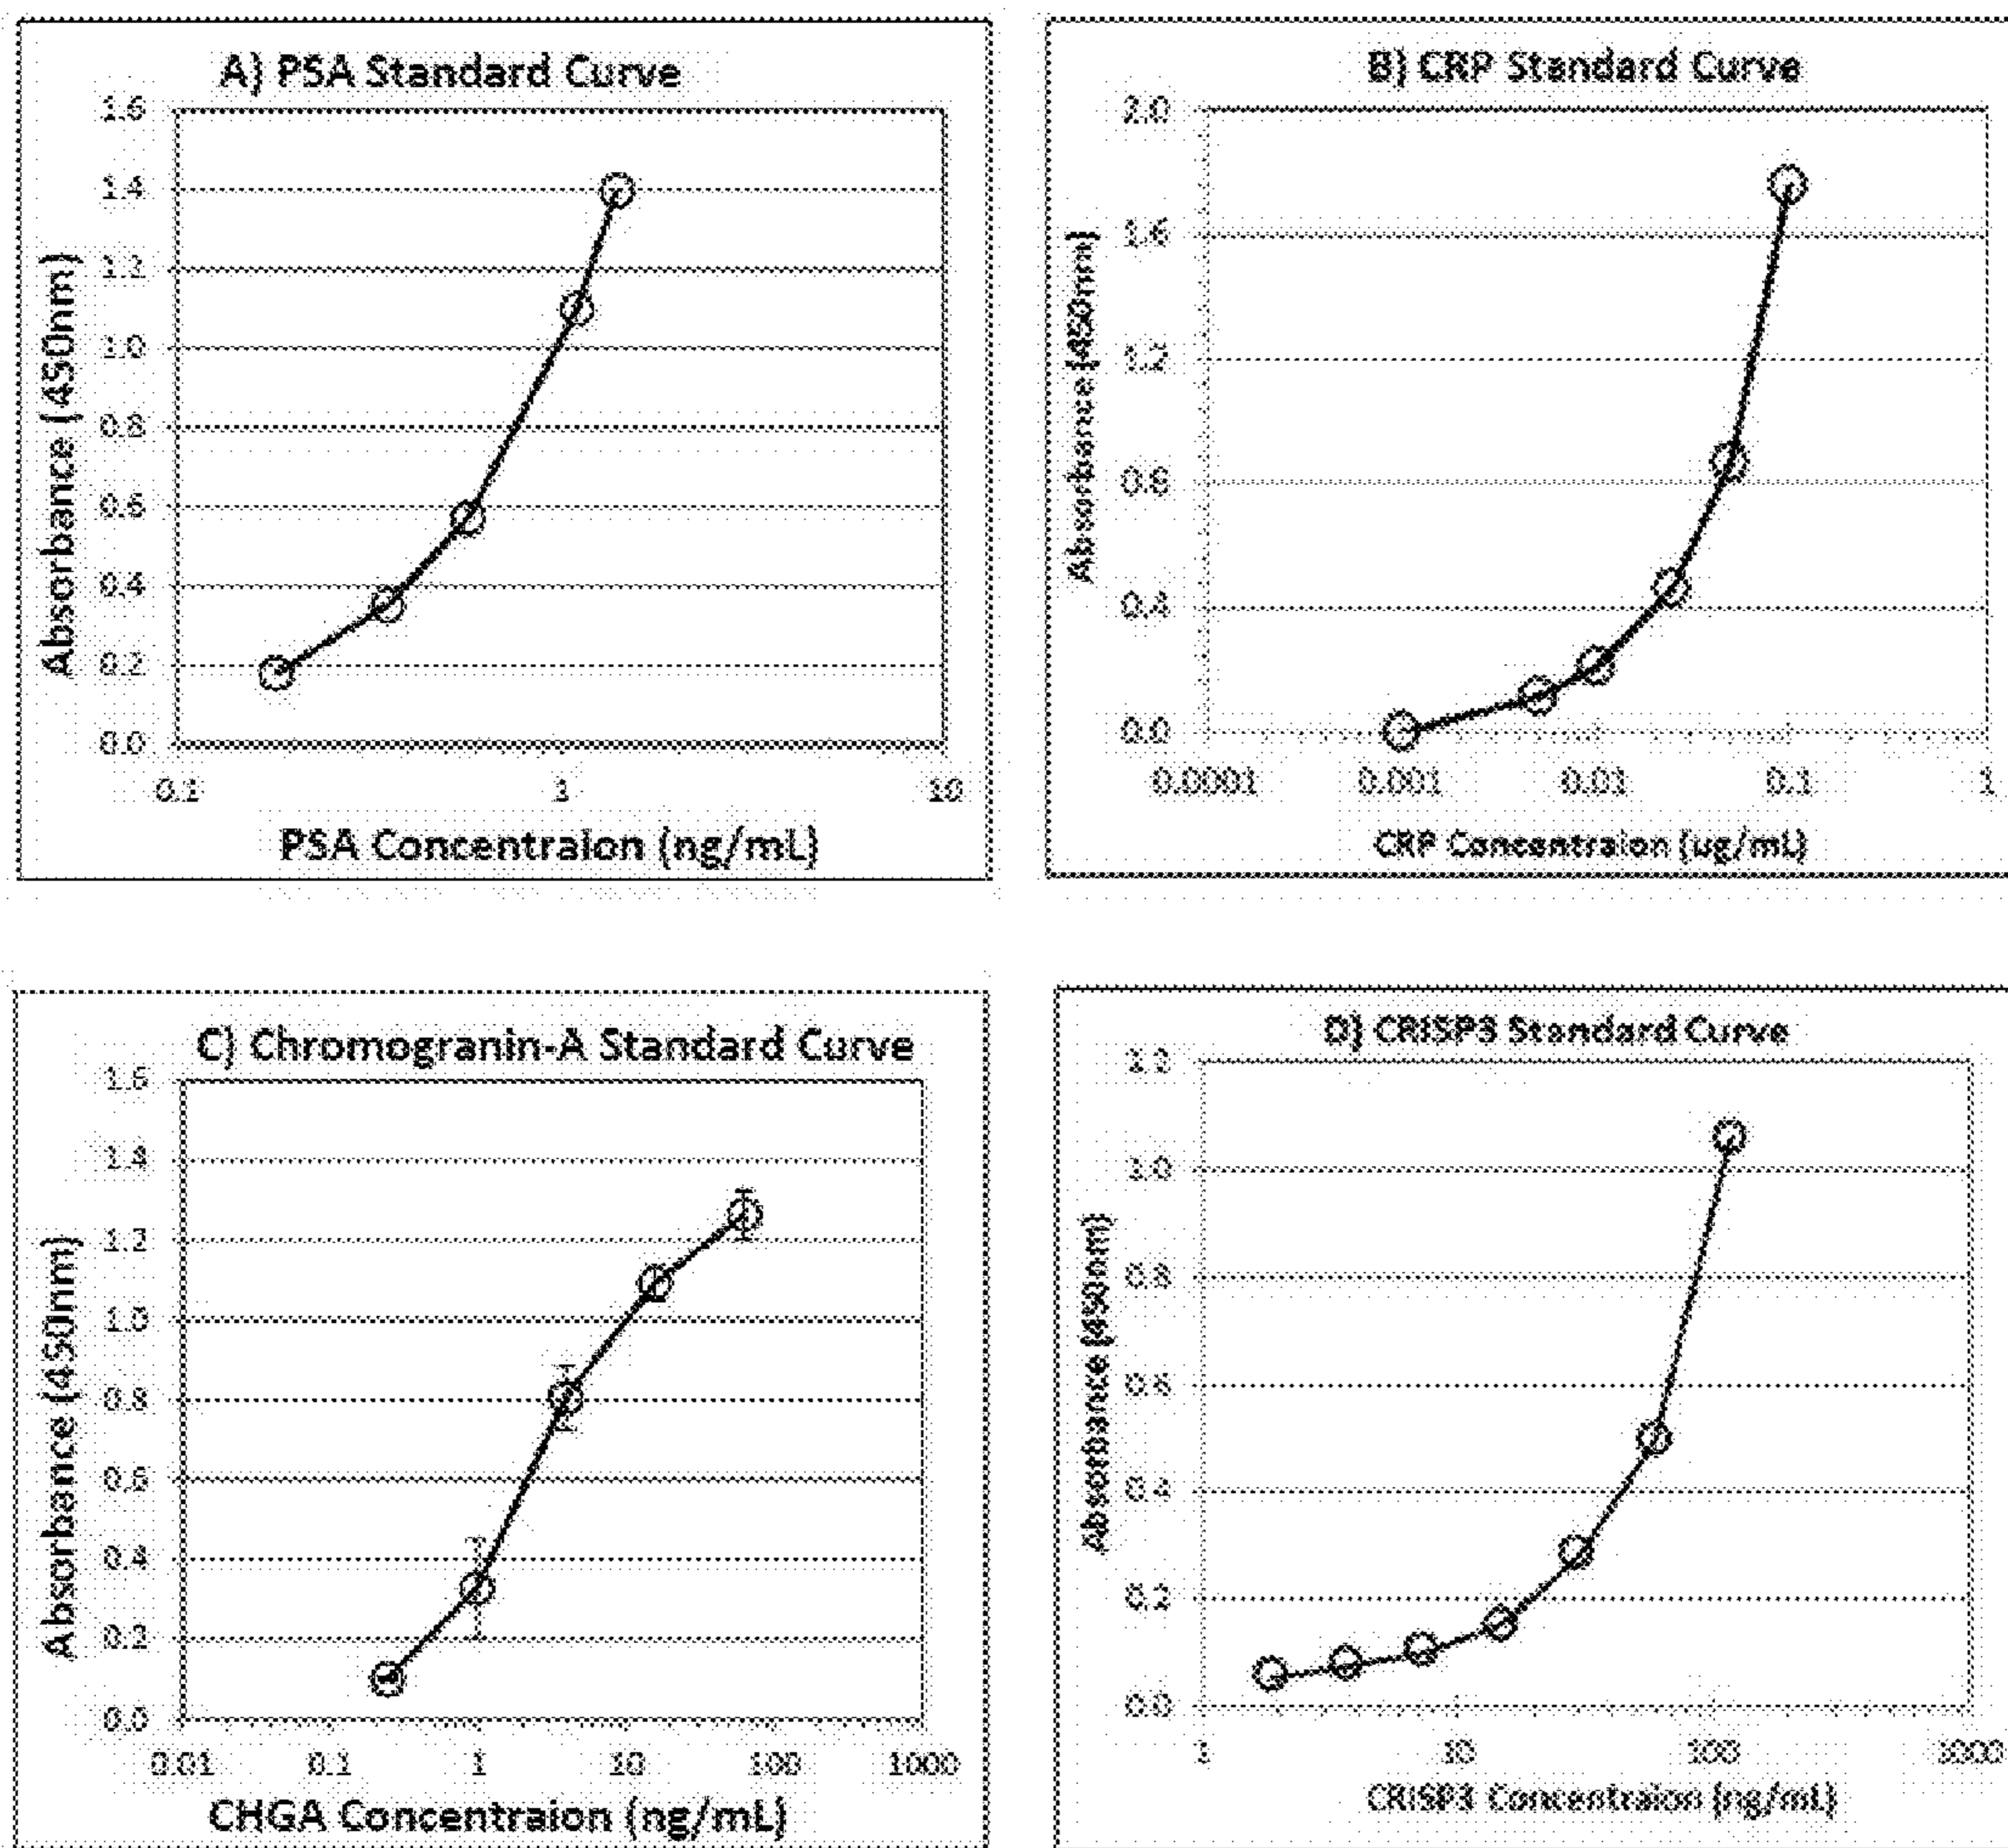 A) PSA Standard Curve
1.6
1.4
1.2
1.0
0.8
0.6
0.4
0.2
0.0
Absorbance (450nm)
0.1 1 10
PSA Concentraion (ng/mL)
B) CRP Standard Curve
2.0
1.6
1.2
0.8
0.4
0.0
Absorbance (450nm)
0.0001 0.001 0.01 0.1 1
CRP Concentraion (ug/mL)
C) Chromogranin-A Standard Curve
1.6
1.4
1.2
1.0
0.8
0.6
0.4
0.2
0.0
Absorbance (450nm)
0.01 0.1 1 10 100 1000
CHGA Concentraion (ng/mL)
D) CRISP3 Standard Curve
1.2
1.0
0.8
0.6
0.4
0.2
0.0
Absorbance (450nm)
1 10 100 1000
CRISP3 Concentraion (ng/mL)